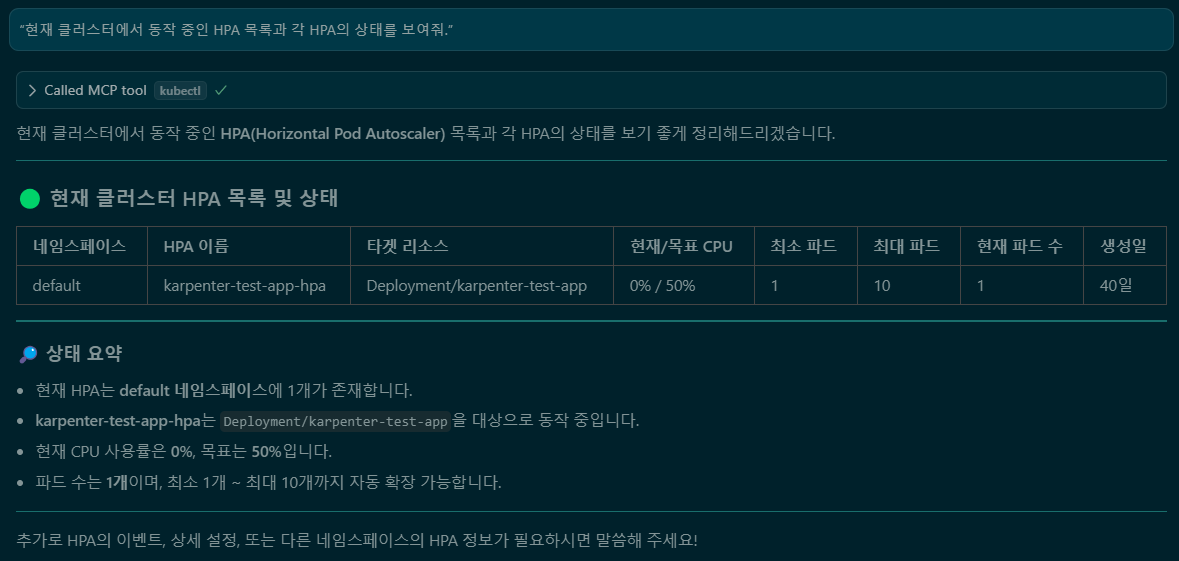 “현재 클러스터에서 동작 중인 HPA 목록과 각 HPA의 상태를 보여줘.”
Called MCP tool kubectl
현재 클러스터에서 동작 중인 HPA(Horizontal Pod Autoscaler) 목록과 각 HPA의 상태를 보기 좋게 정리해드리겠습니다.
현재 클러스터 HPA 목록 및 상태
네임스페이스 HPA 이름 타겟 리소스 현재/목표 CPU 최소 파드 최대 파드 현재 파드 수 생성일
default karpenter-test-app-hpa Deployment/karpenter-test-app 0% / 50% 1 10 1 40일
상태 요약
• 현재 HPA는 default 네임스페이스에 1개가 존재합니다.
• karpenter-test-app-hpa는 Deployment/karpenter-test-app을 대상으로 동작 중입니다.
• 현재 CPU 사용률은 0%, 목표는 50%입니다.
• 파드 수는 1개이며, 최소 1개 ~ 최대 10개까지 자동 확장 가능합니다.
추가로 HPA의 이벤트, 상세 설정, 또는 다른 네임스페이스의 HPA 정보가 필요하시면 말씀해 주세요!